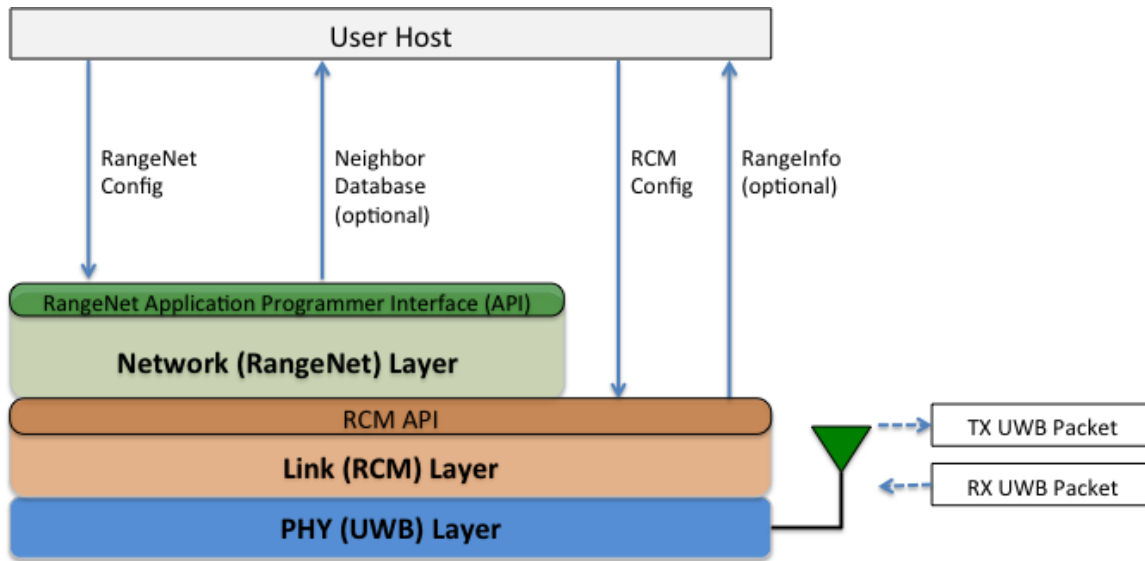 User Host
RangeNet
Config
Neighbor
Database
(optional)
RCM
Config
RangeInfo
(optional)
RangeNet Application Programmer Interface (API)
Network (RangeNet) Layer
RCM API
Link (RCM) Layer
PHY (UWB) Layer
TX UWB Packet
RX UWB Packet